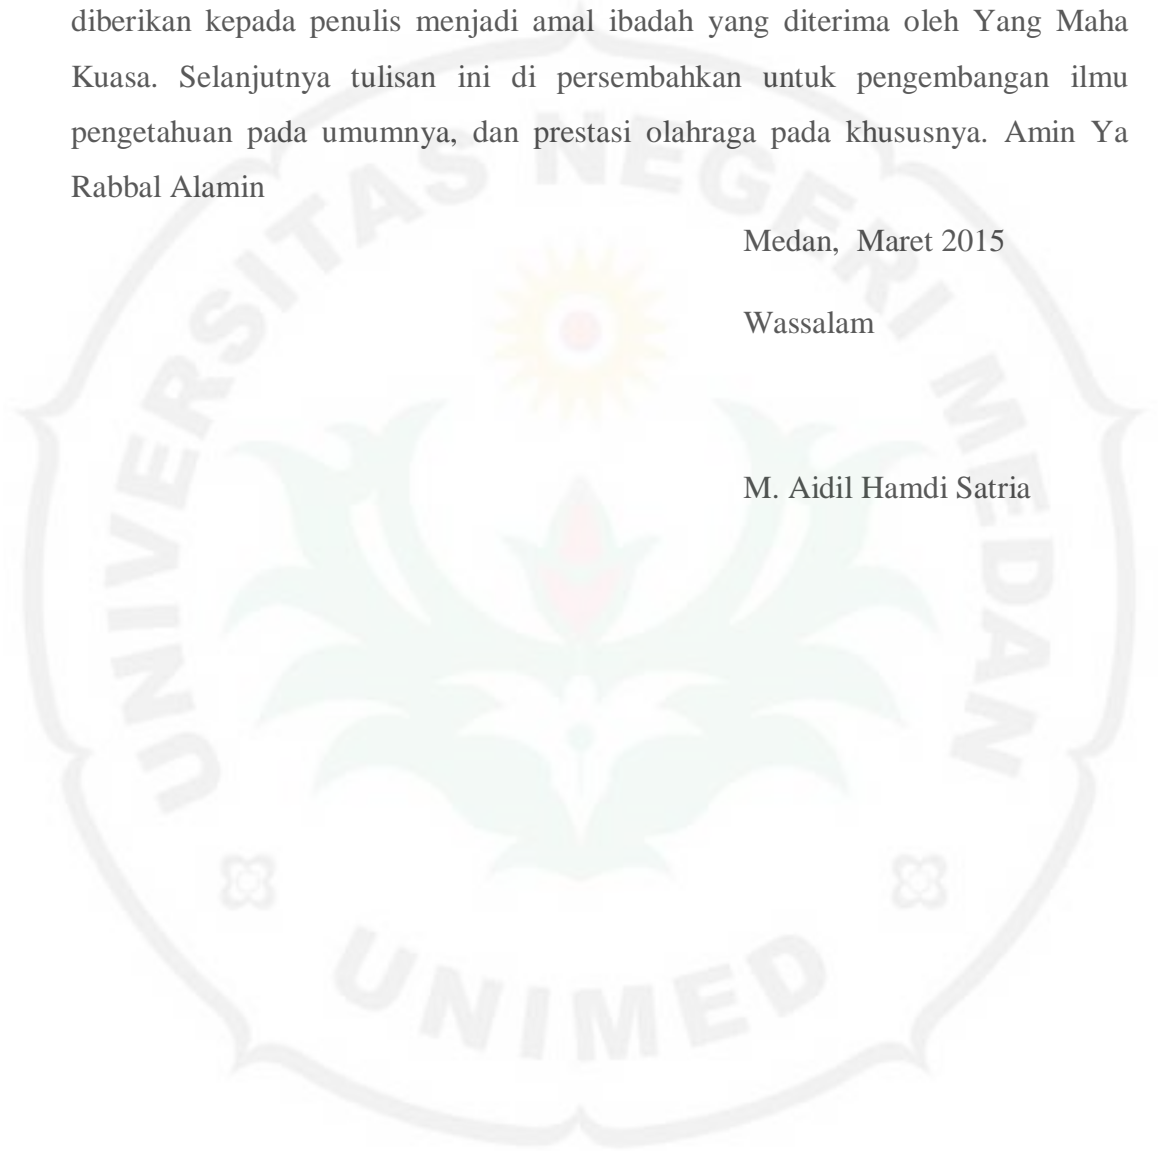 diberikan kepada penulis menjadi amal ibadah yang diterima oleh Yang Maha
Kuasa. Selanjutnya tulisan ini di persembahkan untuk pengembangan ilmu
pengetahuan pada umumnya, dan prestasi olahraga pada khususnya. Amin Ya
Rabbal Alamin
Medan, Maret 2015
Wassalam
M. Aidil Hamdi Satria
UNIVERSITAS NEGERI MEDAN
UNIMED